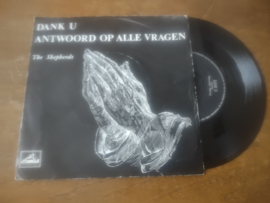 DANK U
ANTWOORD OP ALLE VRAGEN
The Shepherds